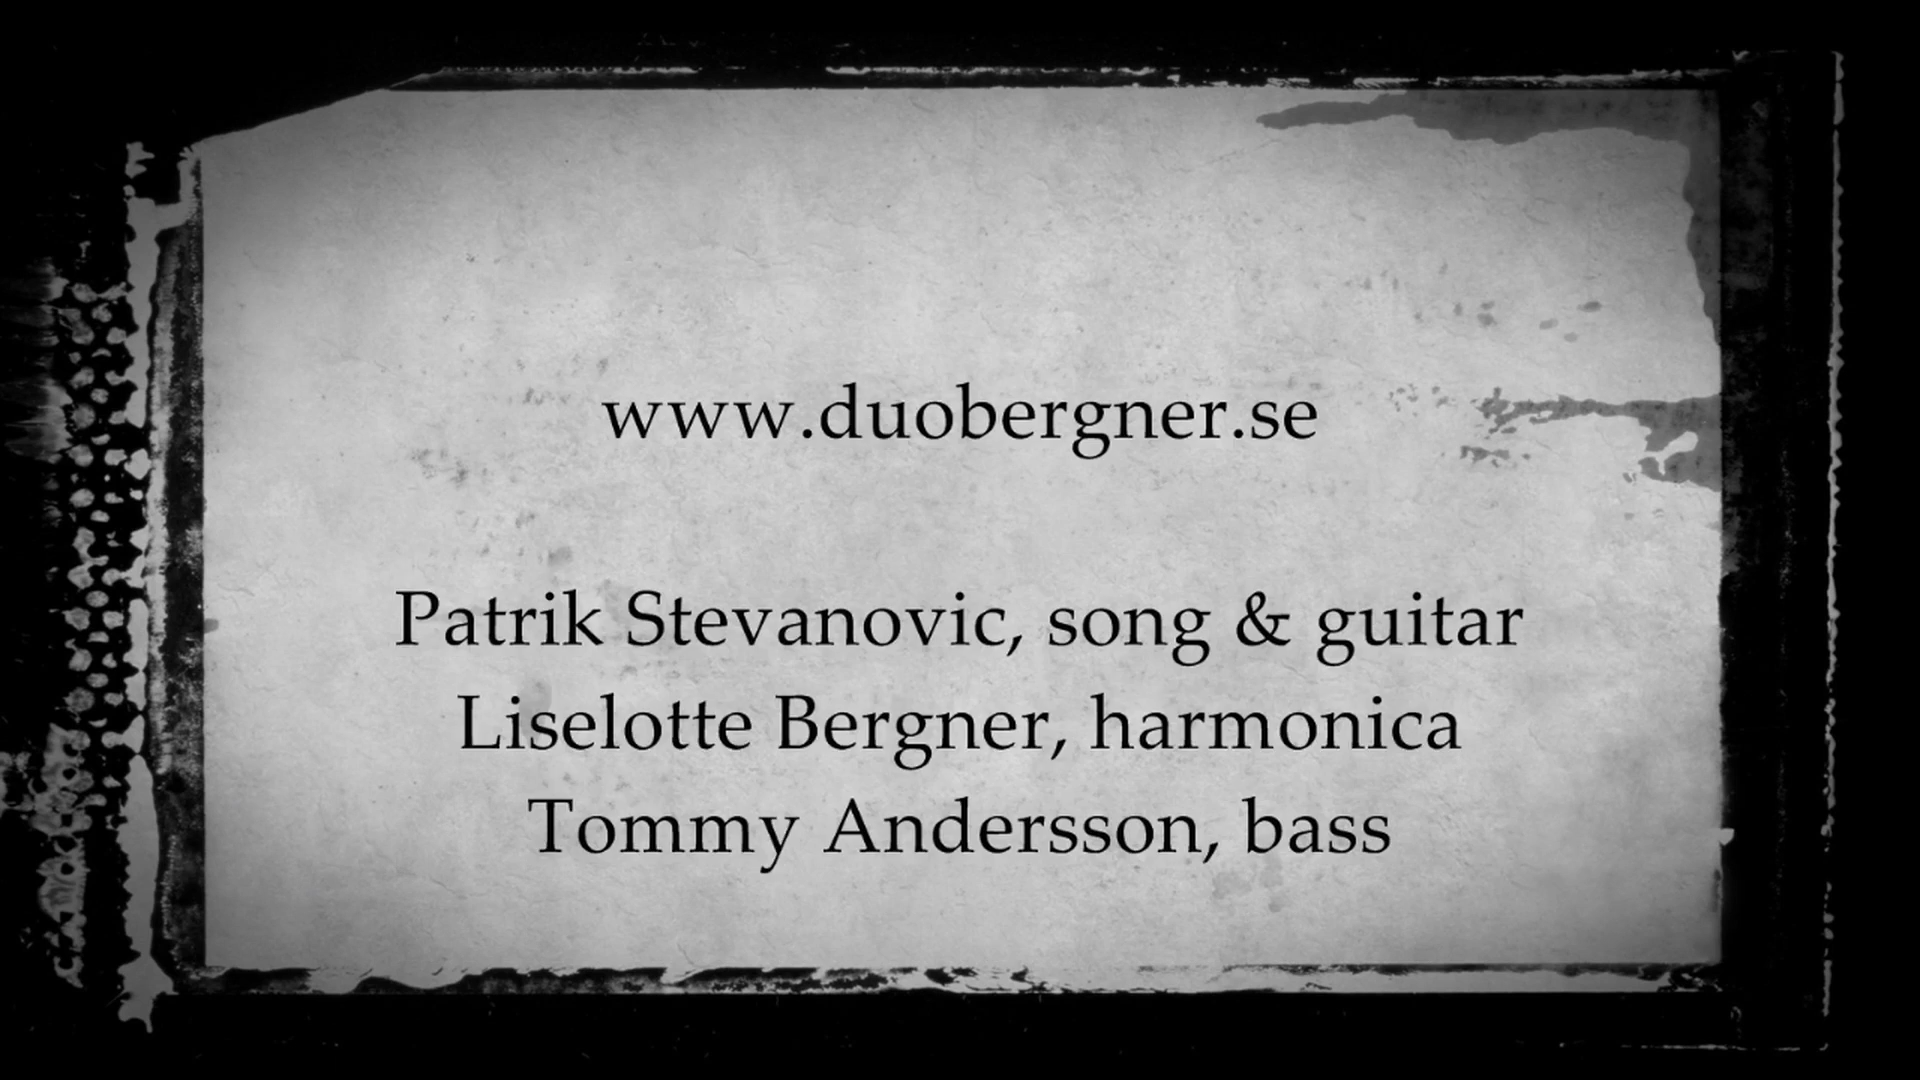 www.duobergner.se
Patrik Stevanovic, song & guitar
Liselotte Bergner, harmonica
Tommy Andersson, bass